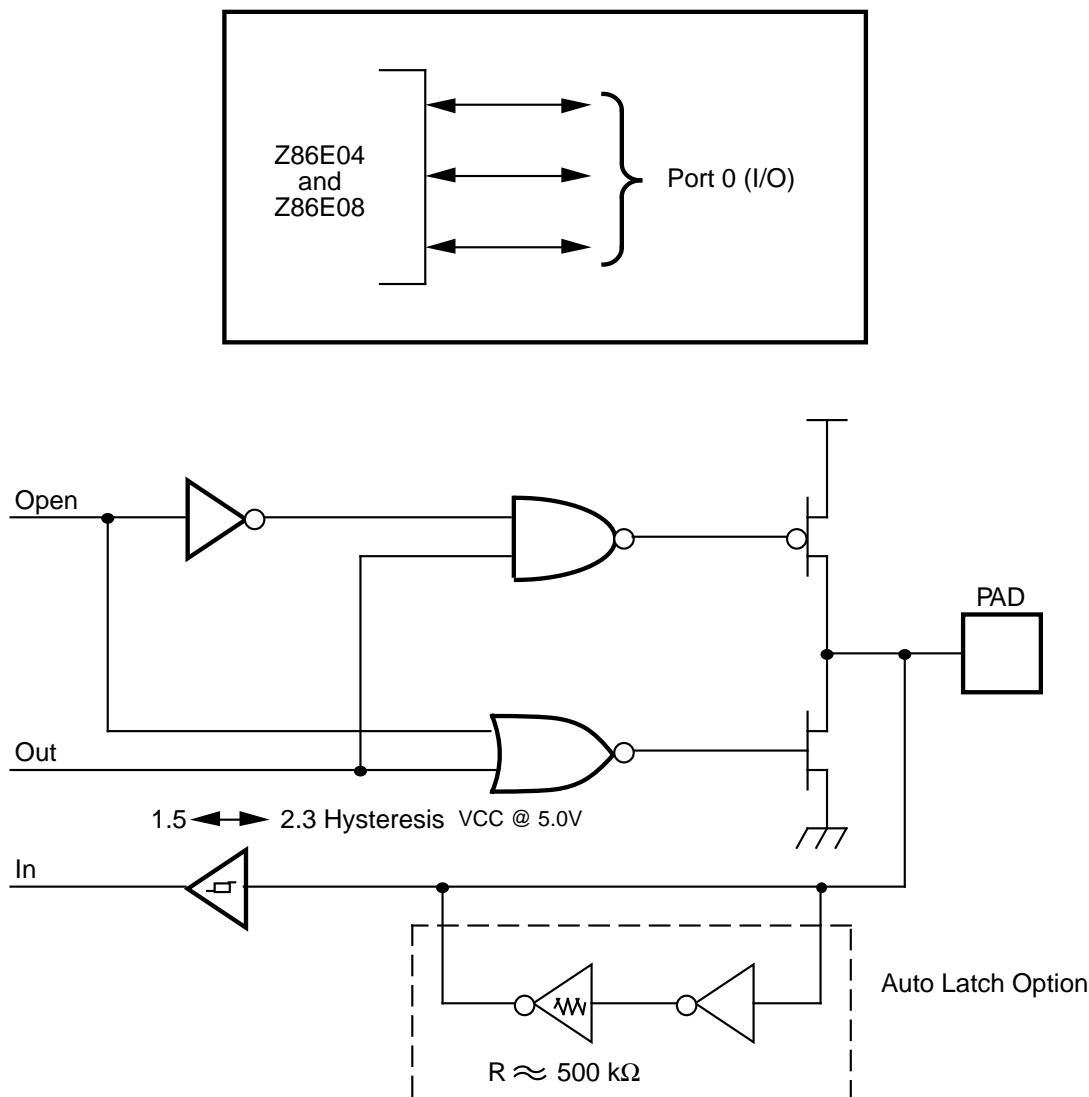 Z86E04
and
Z86E08
Port 0 (I/O)
Open
PAD
Out
1.5 2.3 Hysteresis VCC @ 5.0V
In
Auto Latch Option
R ≈ 500 kΩ